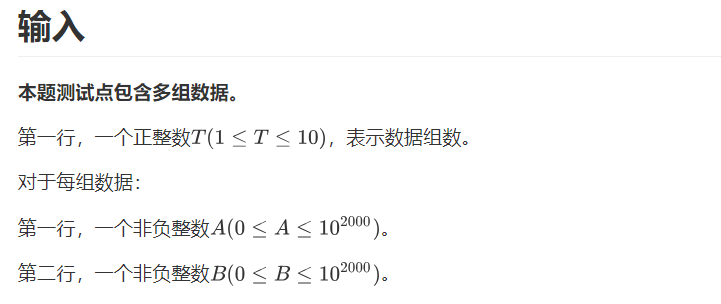 输入
本题测试点包含多组数据。
第一行，一个正整数T(1 ≤ T ≤ 10)，表示数据组数。
对于每组数据：
第一行，一个非负整数A(0 ≤ A ≤ 10^2000)。
第二行，一个非负整数B(0 ≤ B ≤ 10^2000)。